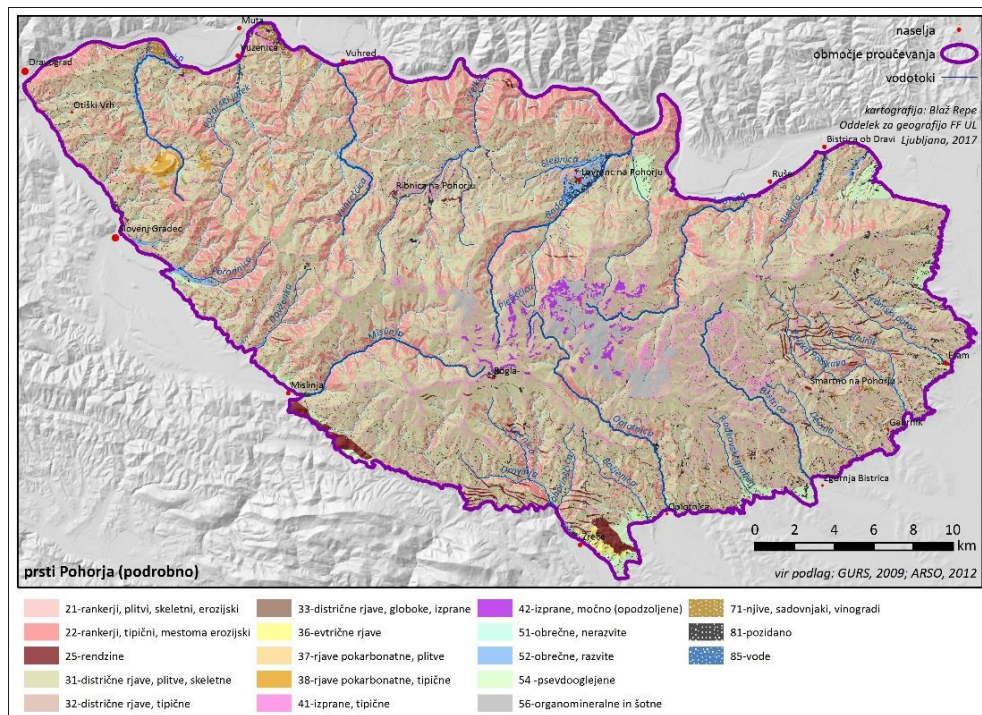 Muta
naselja
Vuzenica
Vuhred
območje proučevanja
Dravograd
vodotoki
Otiški Vrh
kartografija: Blaž Repe
Oddelek za geografijo FF UL
Ljubljana, 2017
Bistrica ob Dravi
Lovrenc na Pohorju
Ruše
Ribnica na Pohorju
Slovenj Gradec
Mislinja
Fram
Rogla
Mislinja
Šmartno na Pohorju
Oplotnica
Bistrica
Gabrnik
Dravinja
Zgornja Bistrica
Oplotnica
Zreče
0 2 4 6 8 10
km
prsti Pohorja (podrobno)
vir podlag: GURS, 2009; ARSO, 2012
21-rankerji, plitvi, skeletni, erozijski
33-distrične rjave, globoke, izprane
42-izprane, močno (opodzoljene)
71-njive, sadovnjaki, vinogradi
22-rankerji, tipični, mestoma erozijski
36-evtrične rjave
51-obrečne, nerazvite
81-pozidano
25-rendzine
37-rjave pokarbonatne, plitve
52-obrečne, razvite
85-vode
31-distrične rjave, plitve, skeletne
38-rjave pokarbonatne, tipične
54 -psevdooglejene
32-distrične rjave, tipične
41-izprane, tipične
56-organomineralne in šotne